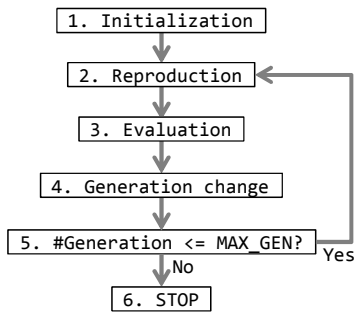 1. Initialization
2. Reproduction
3. Evaluation
4. Generation change
5. #Generation <= MAX_GEN?
Yes
No
6. STOP